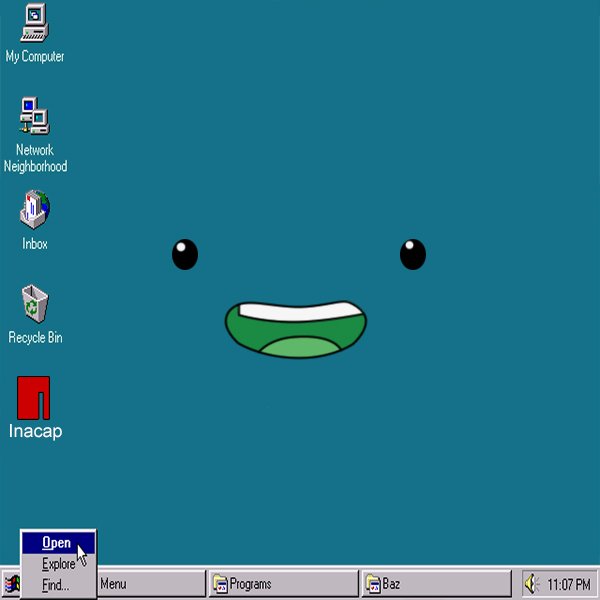 My Computer
Network
Neighborhood
Inbox
Recycle Bin
Inacap
Open
Explore
Find...
Menu
Programs
Baz
11:07 PM